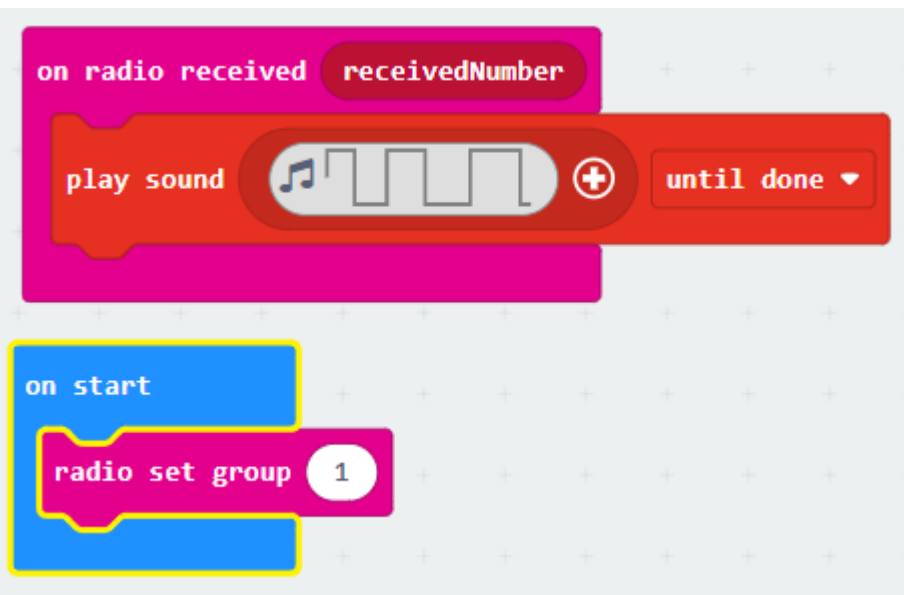 on radio received receivedNumber
play sound until done
on start
radio set group 1